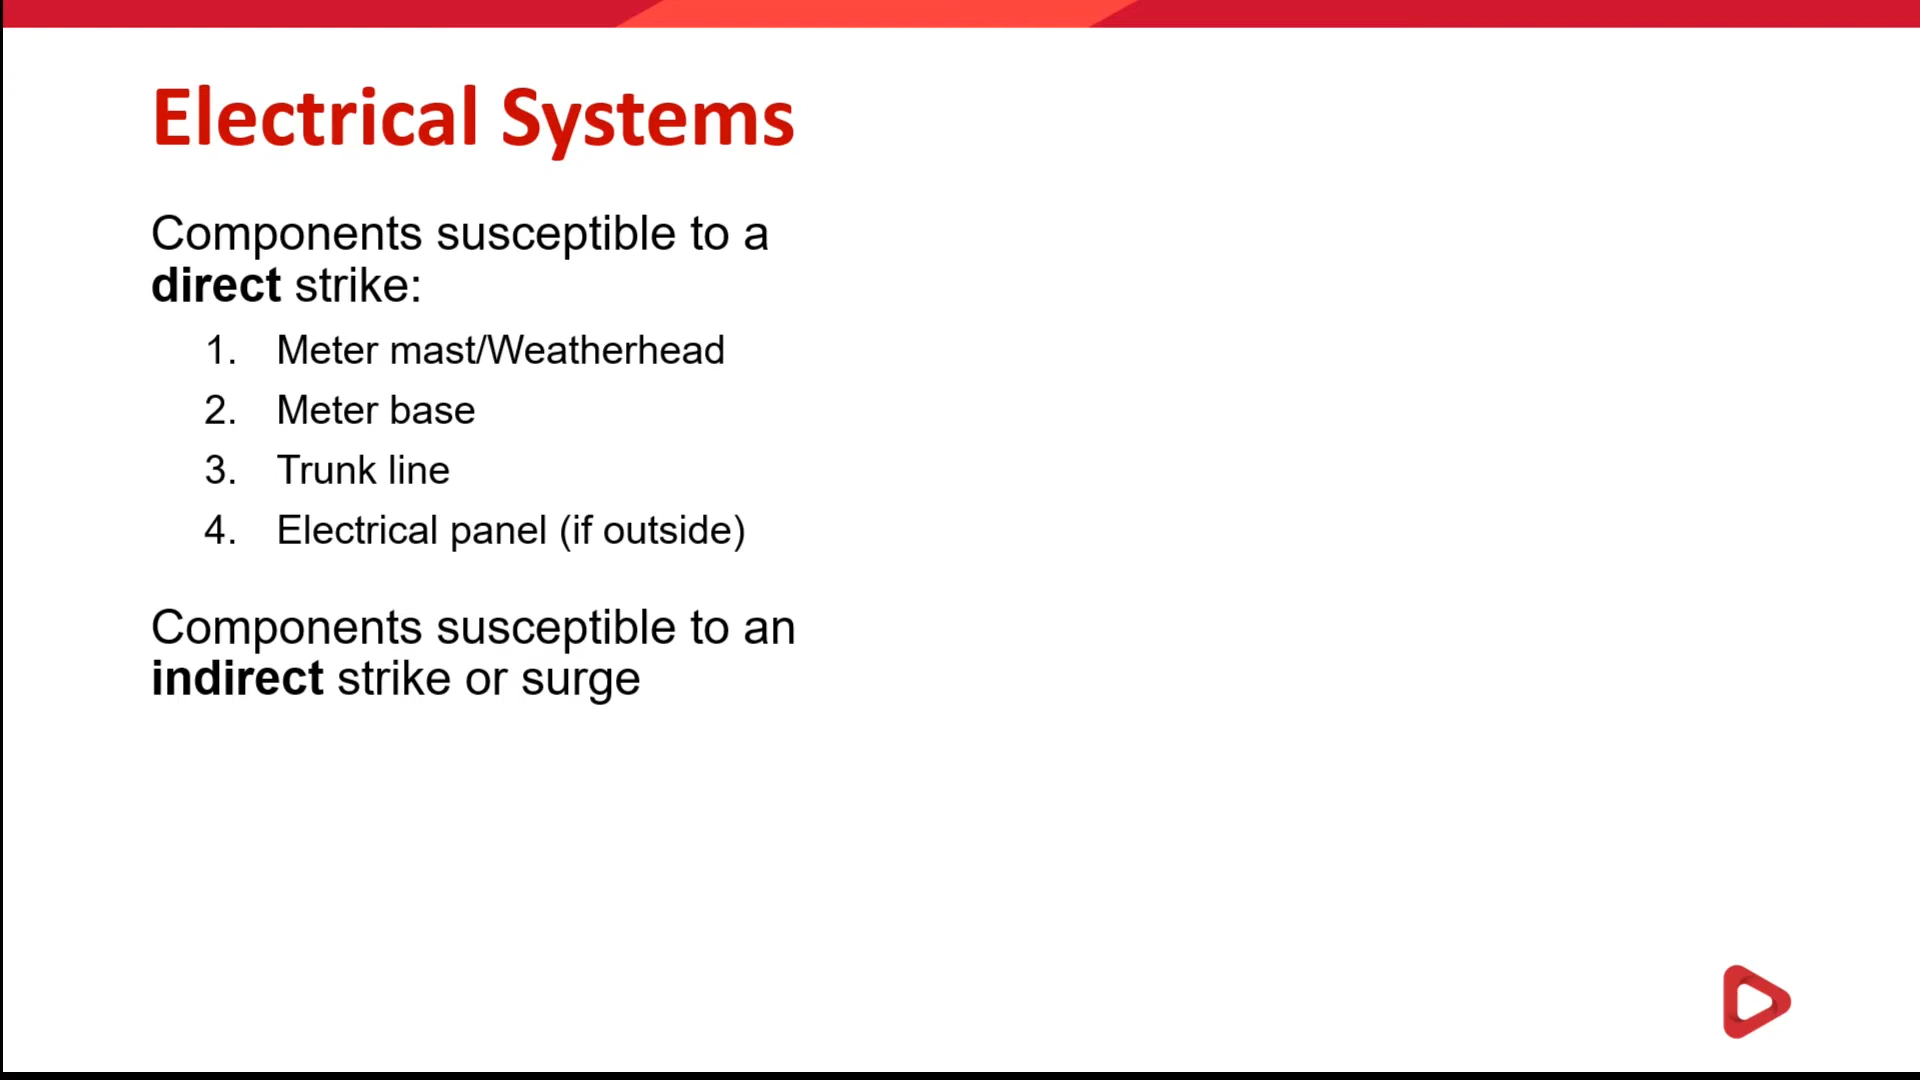 Electrical Systems
Components susceptible to a
direct strike:
1. Meter mast/Weatherhead
2. Meter base
3. Trunk line
4. Electrical panel (if outside)
Components susceptible to an
indirect strike or surge